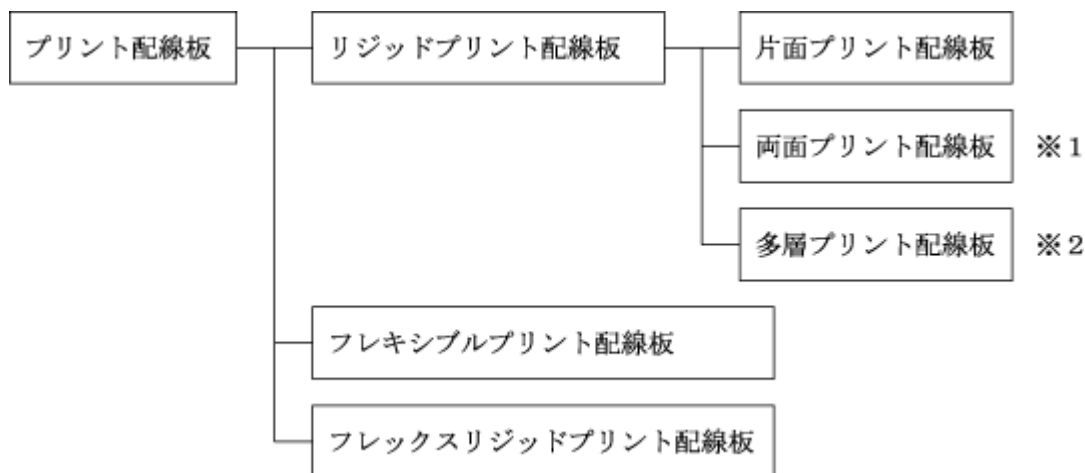 プリント配線板
リジッドプリント配線板
片面プリント配線板
両面プリント配線板 ※1
多層プリント配線板 ※2
フレキシブルプリント配線板
フレックスリジッドプリント配線板